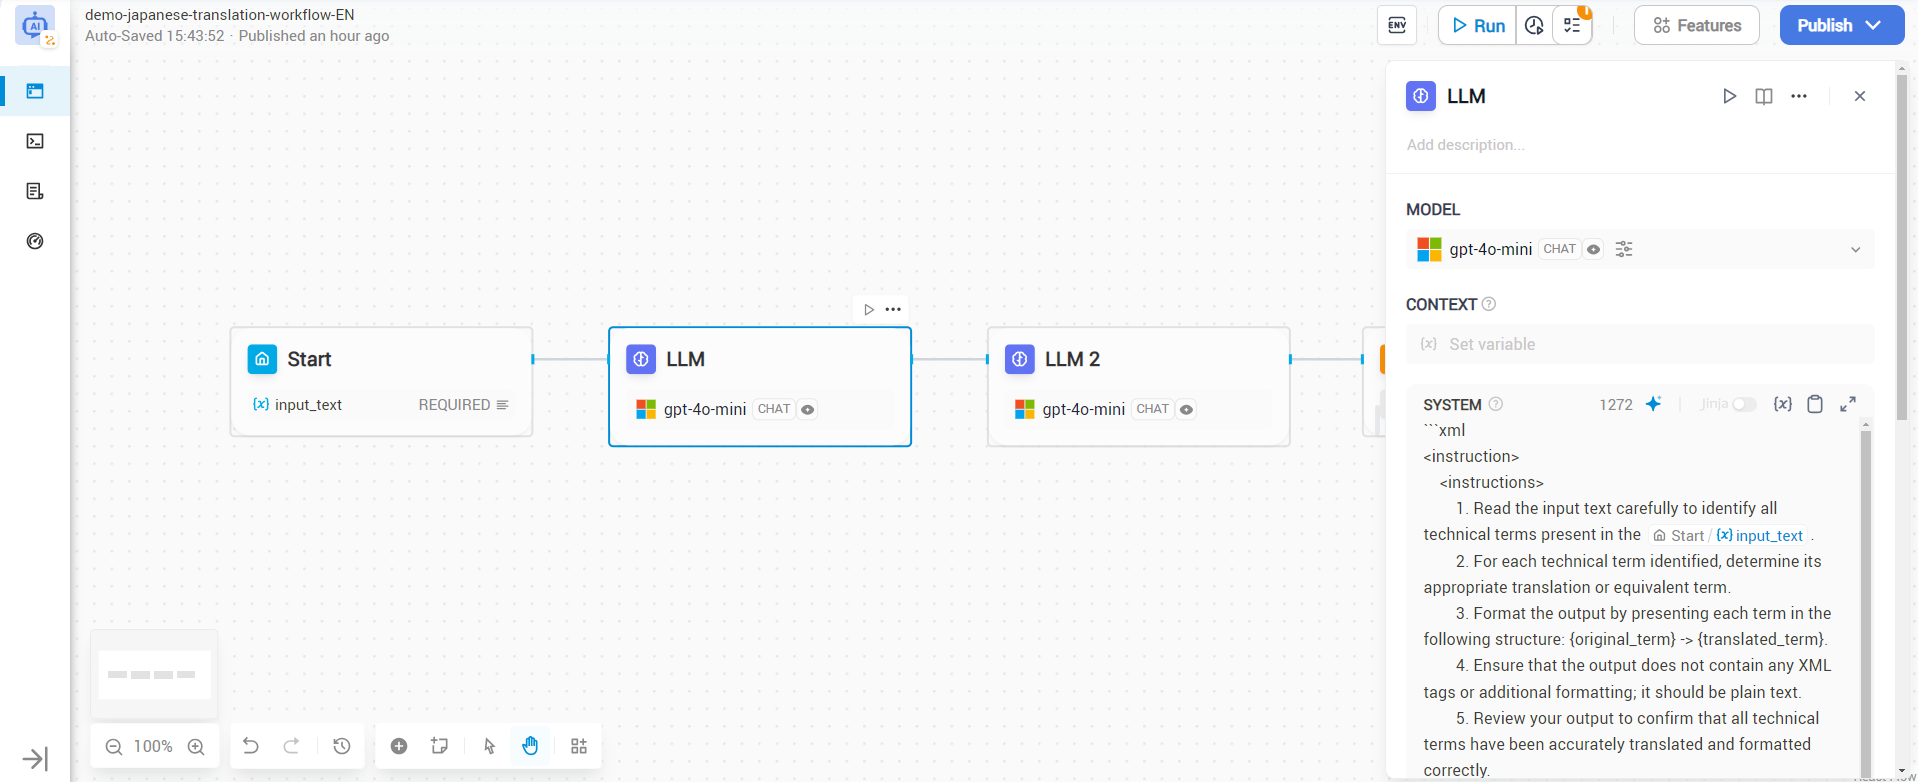 demo-japanese-translation-workflow-EN
Auto-Saved 15:43:52 · Published an hour ago
ENV
Run
Features
Publish
Start
{x} input_text
REQUIRED
LLM
gpt-4o-mini CHAT
LLM 2
gpt-4o-mini CHAT
100%
LLM
Add description...
MODEL
gpt-4o-mini CHAT
CONTEXT
{x} Set variable
SYSTEM
1272
Jinja
{x}
```xml
<instruction>
<instructions>
1. Read the input text carefully to identify all
technical terms present in the Start / {x} input_text .
2. For each technical term identified, determine its
appropriate translation or equivalent term.
3. Format the output by presenting each term in the
following structure: {original_term} -> {translated_term}.
4. Ensure that the output does not contain any XML
tags or additional formatting; it should be plain text.
5. Review your output to confirm that all technical
terms have been accurately translated and formatted
correctly.